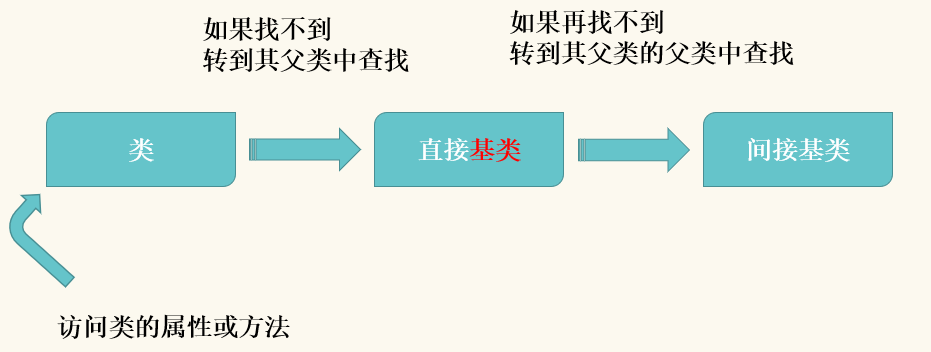 如果找不到
转到其父类中查找
如果再找不到
转到其父类的父类中查找
类
直接基类
间接基类
访问类的属性或方法